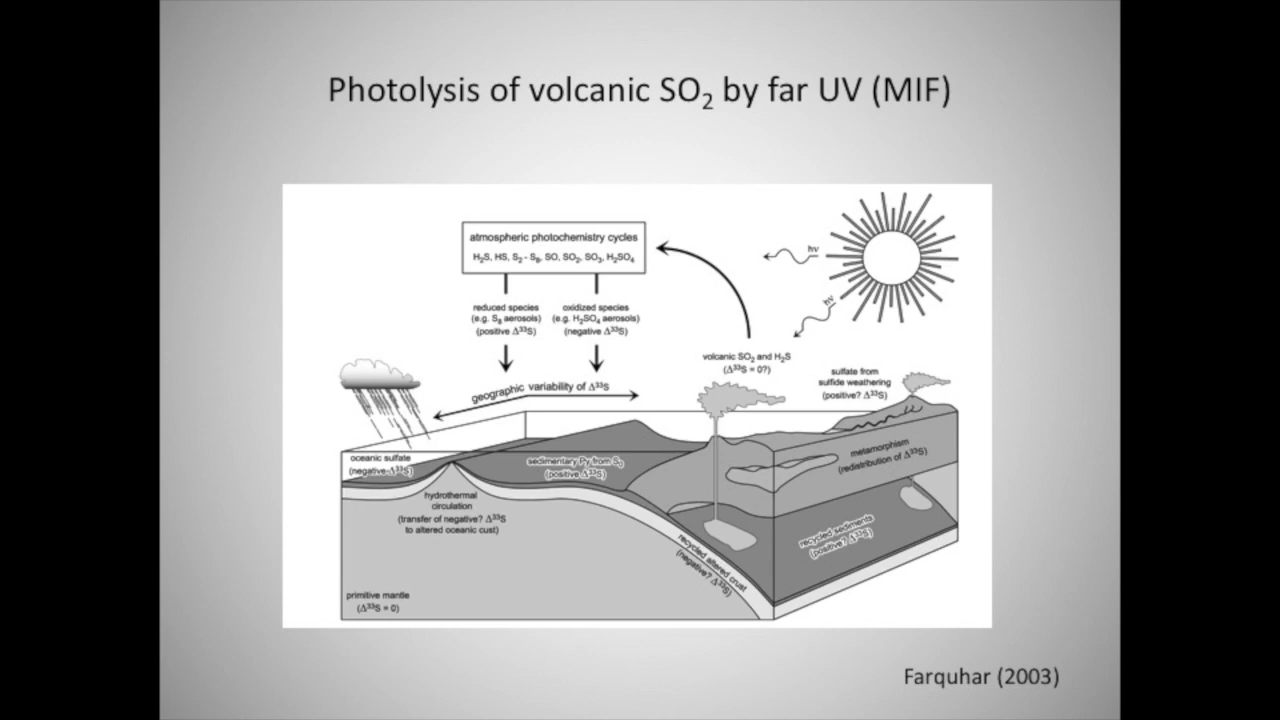 Photolysis of volcanic SO₂ by far UV (MIF)
atmospheric photochemistry cycles
H₂S, HS, S₂ - S₈, SO, SO₂, SO₃, H₂SO₄
hν
hν
reduced species
(e.g. S₈ aerosols)
(positive Δ³³S)
oxidized species
(e.g. H₂SO₄ aerosols)
(negative Δ³³S)
volcanic SO₂ and H₂S
(Δ³³S = 0?)
sulfate from
sulfide weathering
(positive? Δ³³S)
geographic variability of Δ³³S
oceanic sulfate
(negative Δ³³S)
sedimentary Py from S₈
(positive Δ³³S)
metamorphism
(redistribution of Δ³³S)
hydrothermal
circulation
(transfer of negative? Δ³³S
to altered oceanic cust)
recycled sediments
(positive? Δ³³S)
recycled altered crust
(negative? Δ³³S)
primitive mantle
(Δ³³S = 0)
Farquhar (2003)